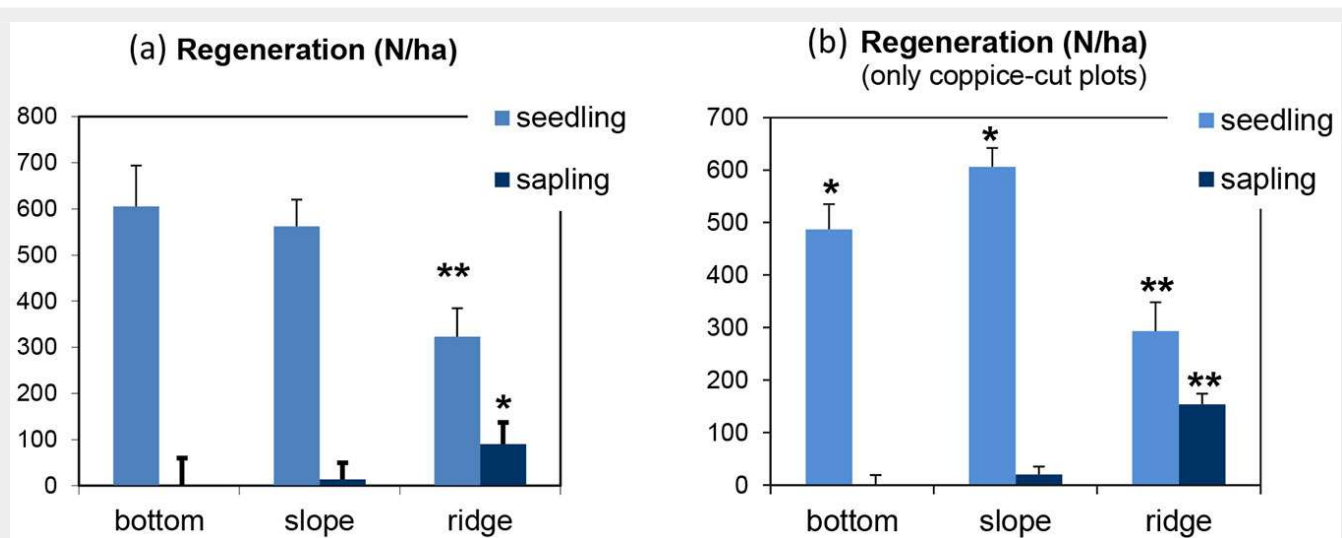 (a) Regeneration (N/ha)
800
700
600
500
400
300
200
100
0
seedling
sapling
**
*
bottom slope ridge
(b) Regeneration (N/ha)
(only coppice-cut plots)
700
600
500
400
300
200
100
0
seedling
sapling
*
*
**
**
bottom slope ridge